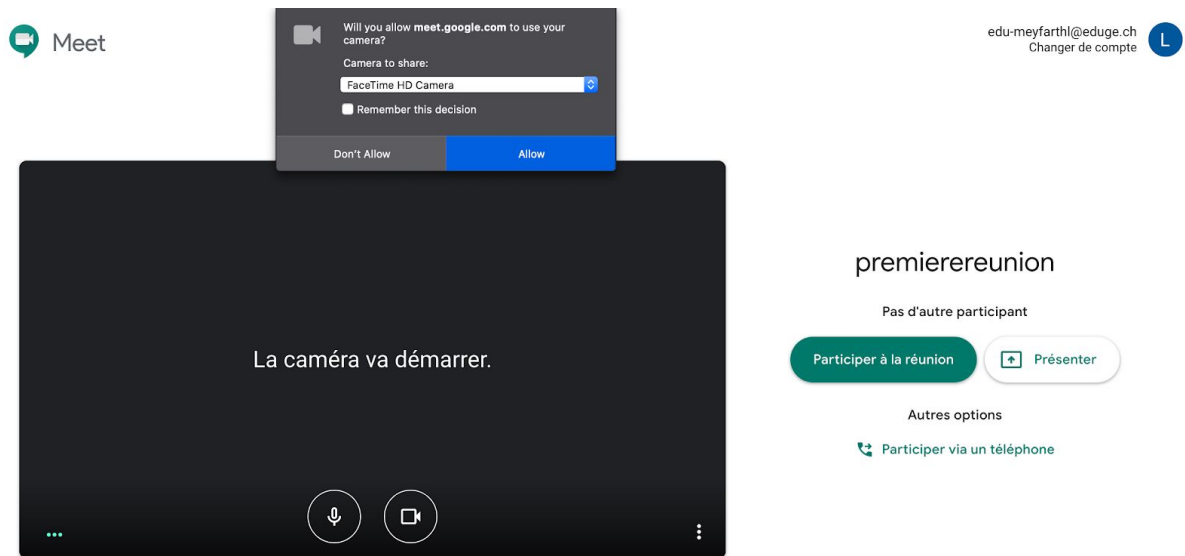 Meet
Will you allow meet.google.com to use your
camera?
Camera to share:
FaceTime HD Camera
Remember this decision
Don't Allow
Allow
edu-meyfarthl@eduge.ch
Changer de compte
L
La caméra va démarrer.
premierereunion
Pas d'autre participant
Participer à la réunion
Présenter
Autres options
Participer via un téléphone